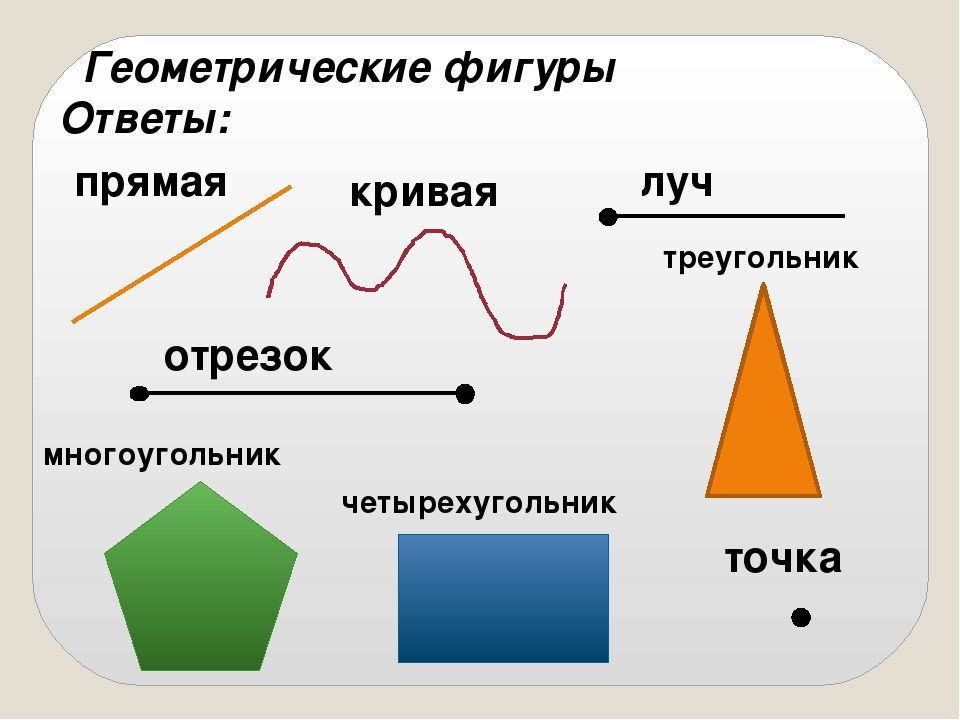 Геометрические фигуры
Ответы:
прямая
кривая
луч
треугольник
отрезок
многоугольник
четырехугольник
точка